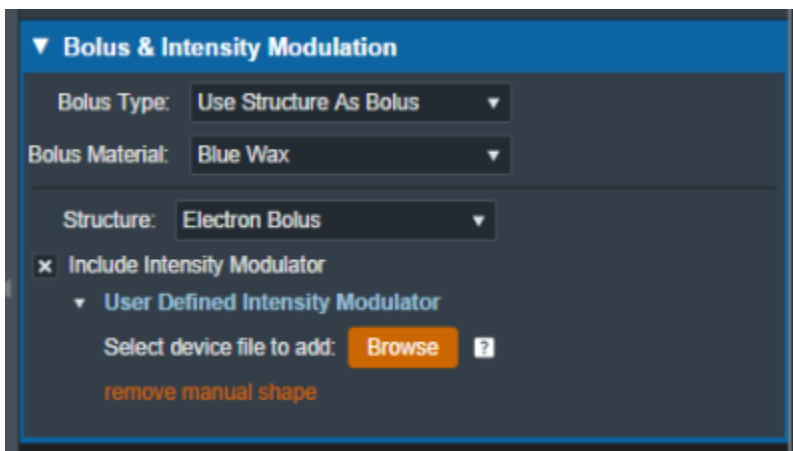 Bolus & Intensity Modulation
Bolus Type: Use Structure As Bolus
Bolus Material: Blue Wax
Structure: Electron Bolus
Include Intensity Modulator
User Defined Intensity Modulator
Select device file to add: Browse ?
remove manual shape